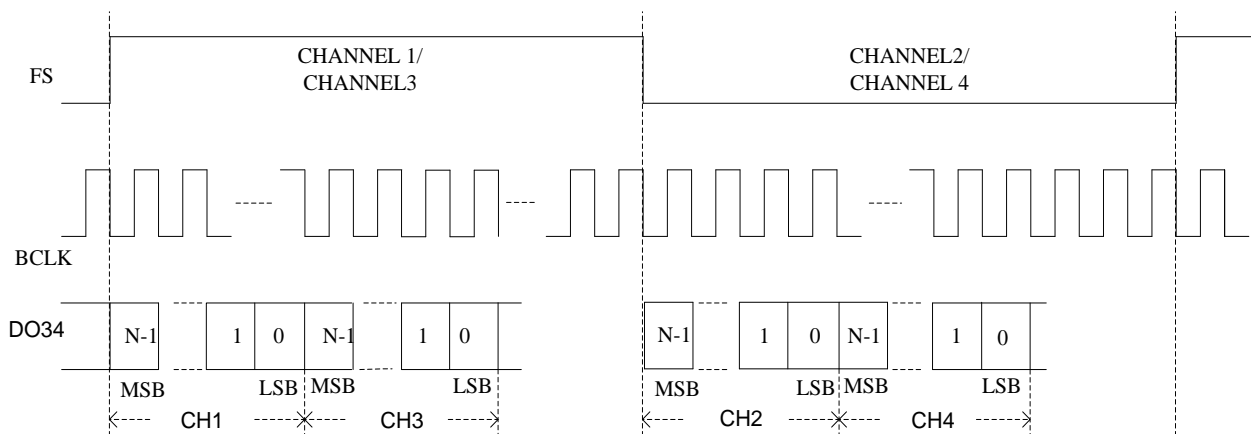 CHANNEL 1/
CHANNEL3
CHANNEL2/
CHANNEL 4
FS
BCLK
DO34
N-1 1 0 N-1 1 0 N-1 1 0 N-1 1 0
MSB LSB MSB LSB MSB LSB MSB LSB
CH1 CH3 CH2 CH4